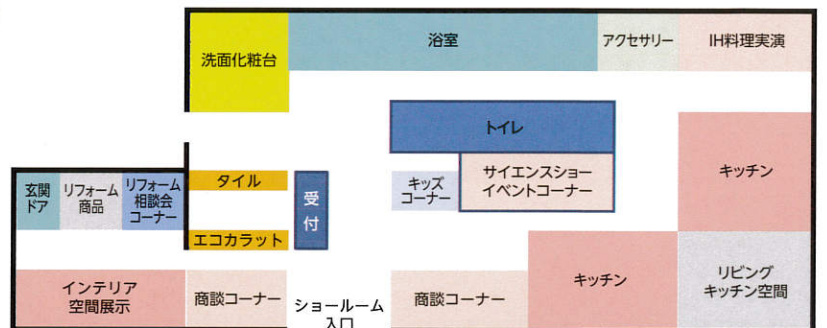 洗面化粧台
浴室
アクセサリー
IH料理実演
トイレ
キッチン
玄関
ドア
リフォーム
商品
リフォーム
相談会
コーナー
タイル
受
付
キッズ
コーナー
サイエンスショー
イベントコーナー
エコカラット
インテリア
空間展示
商談コーナー
ショールーム
入口
商談コーナー
キッチン
リビング
キッチン空間